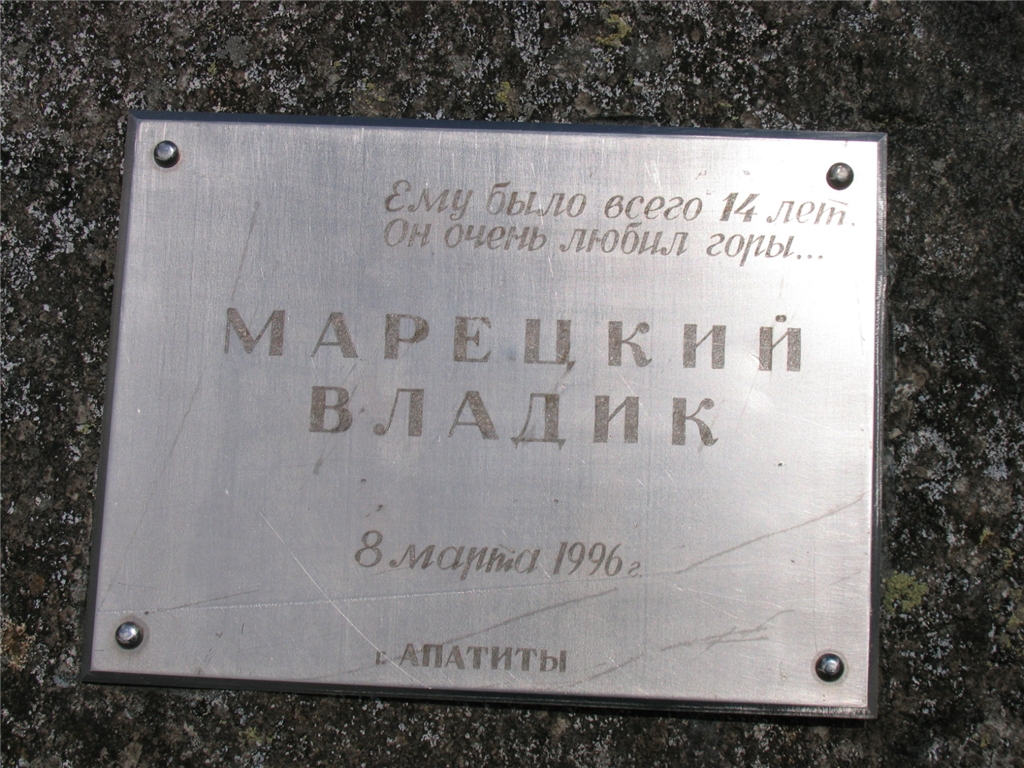 Ему было всего 14 лет.
Он очень любил горы...
МАРЕЦКИЙ
ВЛАДИК
8 марта 1996 г.
г. АПАТИТЫ